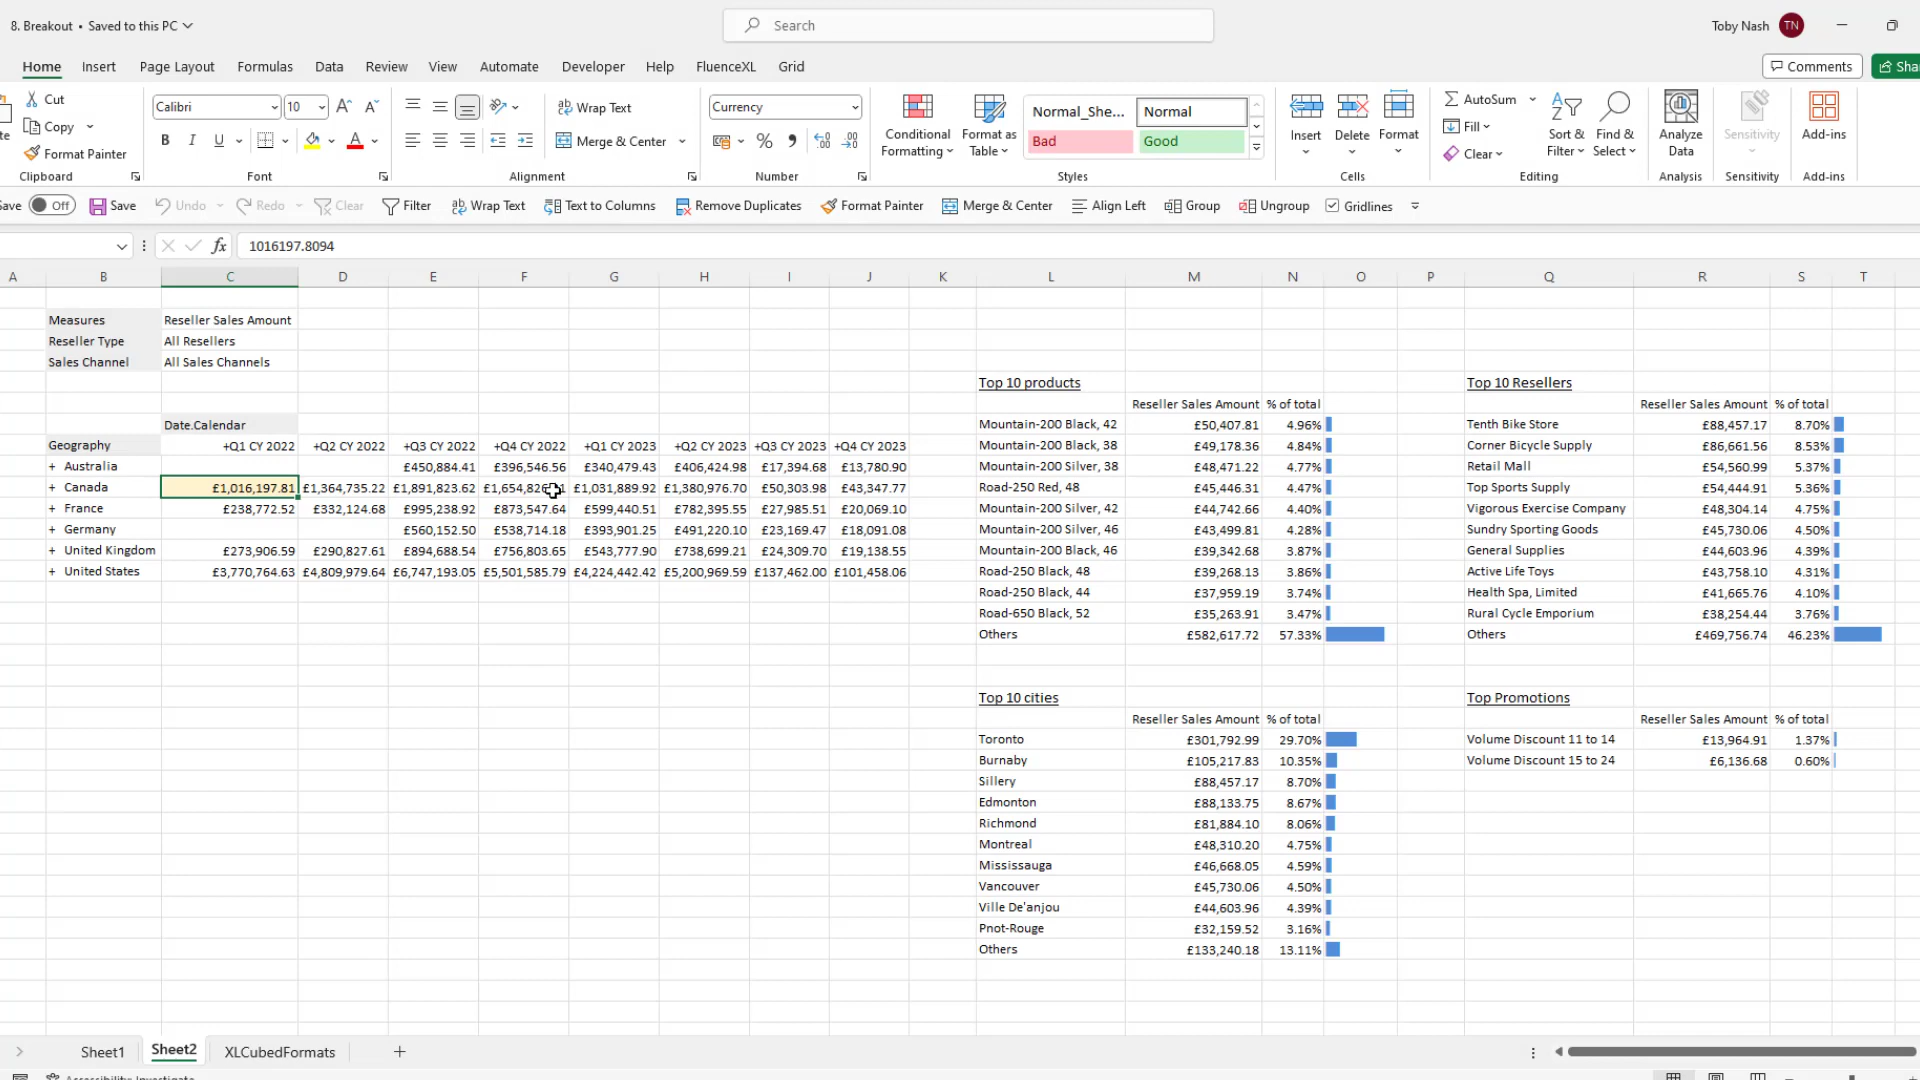 8. Breakout • Saved to this PC
Search
Toby Nash TN
Home Insert Page Layout Formulas Data Review View Automate Developer Help FluenceXL Grid
Comments
Cut
Copy
Format Painter
Clipboard
Calibri 10
B I U
Font
Wrap Text
Merge & Center
Alignment
Currency
Number
Conditional Formatting
Format as Table
Normal_She... Normal
Bad Good
Styles
Insert Delete Format
Cells
AutoSum
Fill
Clear
Sort & Filter
Find & Select
Editing
Analyze Data
Analysis
Sensitivity
Sensitivity
Add-ins
Add-ins
Off Save Undo Redo Clear Filter Wrap Text Text to Columns Remove Duplicates Format Painter Merge & Center Align Left Group Ungroup Gridlines
fx 1016197.8094
A B C D E F G H I J K L M N O P Q R S T
Measures Reseller Sales Amount
Reseller Type All Resellers
Sales Channel All Sales Channels
Date.Calendar
Geography +Q1 CY 2022 +Q2 CY 2022 +Q3 CY 2022 +Q4 CY 2022 +Q1 CY 2023 +Q2 CY 2023 +Q3 CY 2023 +Q4 CY 2023
+ Australia £450,884.41 £396,546.56 £340,479.43 £406,424.98 £17,394.68 £13,780.90
+ Canada £1,016,197.81 £1,364,735.22 £1,891,823.62 £1,031,889.92 £1,380,976.70 £50,303.98 £43,347.77
+ France £238,772.52 £332,124.68 £995,238.92 £873,547.64 £599,440.51 £782,395.55 £27,985.51 £20,069.10
+ Germany £560,152.50 £538,714.18 £393,901.25 £491,220.10 £23,169.47 £18,091.08
+ United Kingdom £273,906.59 £290,827.61 £894,688.54 £756,803.65 £543,777.90 £738,699.21 £24,309.70 £19,138.55
+ United States £3,770,764.63 £4,809,979.64 £6,747,193.05 £5,501,585.79 £4,224,442.42 £5,200,969.59 £137,462.00 £101,458.06
Top 10 products
Reseller Sales Amount % of total
Mountain-200 Black, 42 £50,407.81 4.96%
Mountain-200 Black, 38 £49,178.36 4.84%
Mountain-200 Silver, 38 £48,471.22 4.77%
Road-250 Red, 48 £45,446.31 4.47%
Mountain-200 Silver, 42 £44,742.66 4.40%
Mountain-200 Silver, 46 £43,499.81 4.28%
Mountain-200 Black, 46 £39,342.68 3.87%
Road-250 Black, 48 £39,268.13 3.86%
Road-250 Black, 44 £37,959.19 3.74%
Road-650 Black, 52 £35,263.91 3.47%
Others £582,617.72 57.33%
Top 10 Resellers
Reseller Sales Amount % of total
Tenth Bike Store £88,457.17 8.70%
Corner Bicycle Supply £86,661.56 8.53%
Retail Mall £54,560.99 5.37%
Top Sports Supply £54,444.91 5.36%
Vigorous Exercise Company £48,304.14 4.75%
Sundry Sporting Goods £45,730.06 4.50%
General Supplies £44,603.96 4.39%
Active Life Toys £43,758.10 4.31%
Health Spa, Limited £41,665.76 4.10%
Rural Cycle Emporium £38,254.44 3.76%
Others £469,756.74 46.23%
Top 10 cities
Reseller Sales Amount % of total
Toronto £301,792.99 29.70%
Burnaby £105,217.83 10.35%
Sillery £88,457.17 8.70%
Edmonton £88,133.75 8.67%
Richmond £81,884.10 8.06%
Montreal £48,310.20 4.75%
Mississauga £46,668.05 4.59%
Vancouver £45,730.06 4.50%
Ville De'anjou £44,603.96 4.39%
Pnot-Rouge £32,159.52 3.16%
Others £133,240.18 13.11%
Top Promotions
Reseller Sales Amount % of total
Volume Discount 11 to 14 £13,964.91 1.37%
Volume Discount 15 to 24 £6,136.68 0.60%
Sheet1 Sheet2 XLCubedFormats